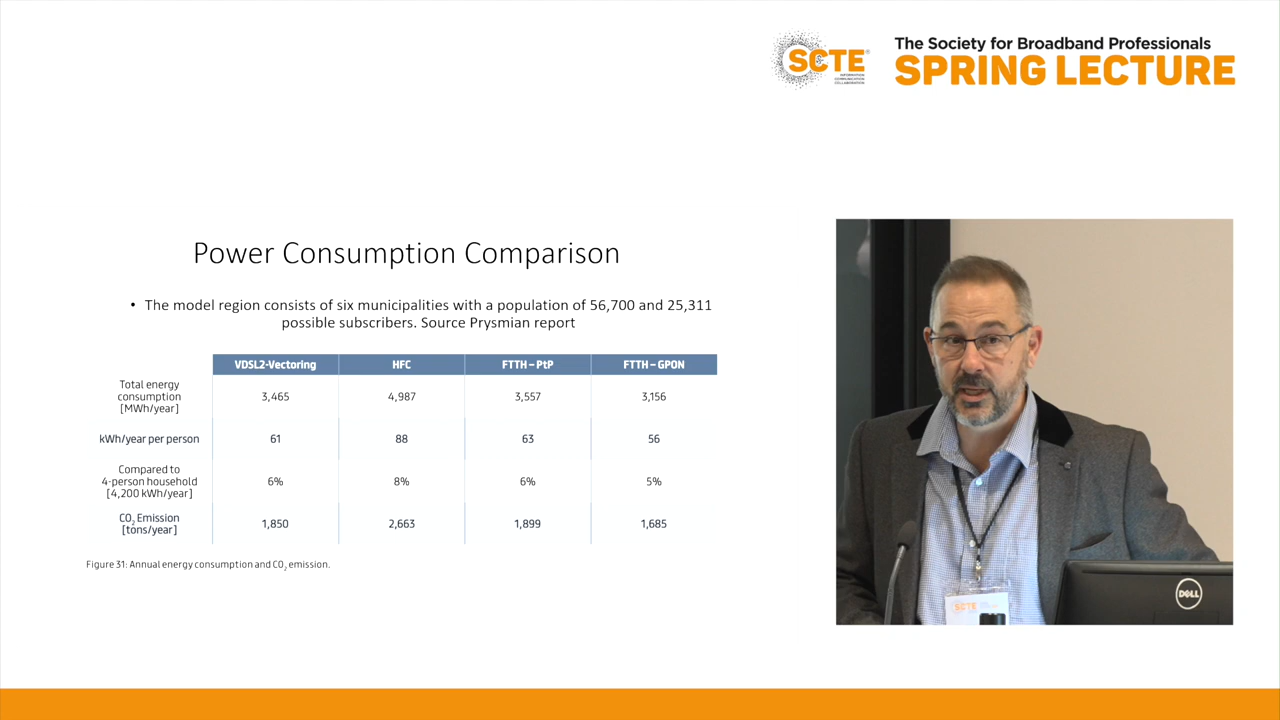 SCTE®
INFORMATION
COMMUNICATION
COLLABORATION
The Society for Broadband Professionals
SPRING LECTURE
Power Consumption Comparison
• The model region consists of six municipalities with a population of 56,700 and 25,311
possible subscribers. Source Prysmian report
VDSL2-Vectoring HFC FTTH – PtP FTTH – GPON
Total energy
consumption
[MWh/year] 3,465 4,987 3,557 3,156
kWh/year per person 61 88 63 56
Compared to
4-person household
[4,200 kWh/year] 6% 8% 6% 5%
CO₂ Emission
[tons/year] 1,850 2,663 1,899 1,685
Figure 31: Annual energy consumption and CO₂ emission.
DELL
SCTE